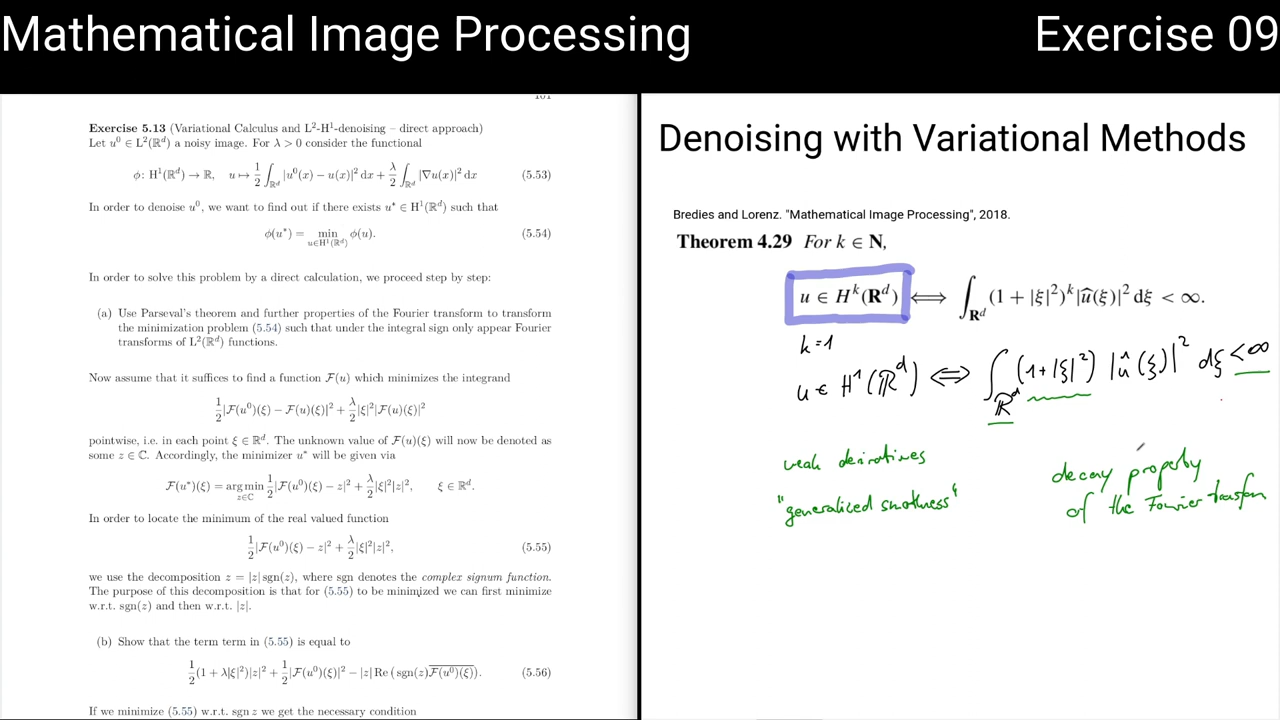 Mathematical Image Processing
Exercise 09
Exercise 5.13 (Variational Calculus and L²-H¹-denoising – direct approach)
Let u⁰ ∈ L²(ℝᵈ) a noisy image. For λ > 0 consider the functional
ϕ: H¹(ℝᵈ) → ℝ, u ↦ 1/2 ∫_ℝᵈ |u⁰(x) − u(x)|² dx + λ/2 ∫_ℝᵈ |∇u(x)|² dx (5.53)
In order to denoise u⁰, we want to find out if there exists u* ∈ H¹(ℝᵈ) such that
ϕ(u*) = min_{u∈H¹(ℝᵈ)} ϕ(u). (5.54)
In order to solve this problem by a direct calculation, we proceed step by step:
(a) Use Parseval's theorem and further properties of the Fourier transform to transform
the minimization problem (5.54) such that under the integral sign only appear Fourier
transforms of L²(ℝᵈ) functions.
Now assume that it suffices to find a function ℱ(u) which minimizes the integrand
1/2 |ℱ(u⁰)(ξ) − ℱ(u)(ξ)|² + λ/2 |ξ|²|ℱ(u)(ξ)|²
pointwise, i.e. in each point ξ ∈ ℝᵈ. The unknown value of ℱ(u)(ξ) will now be denoted as
some z ∈ ℂ. Accordingly, the minimizer u* will be given via
ℱ(u*)(ξ) = arg min_{z∈ℂ} 1/2 |ℱ(u⁰)(ξ) − z|² + λ/2 |ξ|²|z|², ξ ∈ ℝᵈ.
In order to locate the minimum of the real valued function
1/2 |ℱ(u⁰)(ξ) − z|² + λ/2 |ξ|²|z|², (5.55)
we use the decomposition z = |z| sgn(z), where sgn denotes the complex signum function.
The purpose of this decomposition is that for (5.55) to be minimized we can first minimize
w.r.t. sgn(z) and then w.r.t. |z|.
(b) Show that the term term in (5.55) is equal to
1/2 (1 + λ|ξ|²)|z|² + 1/2 |ℱ(u⁰)(ξ)|² − |z| Re ( sgn(z)\overline{ℱ(u⁰)(ξ)}). (5.56)
If we minimize (5.55) w.r.t. sgn z we get the necessary condition
Denoising with Variational Methods
Bredies and Lorenz. "Mathematical Image Processing", 2018.
Theorem 4.29 For k ∈ N,
u ∈ Hᵏ(Rᵈ) ⟺ ∫_Rᵈ (1 + |ξ|²)ᵏ|û(ξ)|² dξ < ∞.
k = 1
u ∈ H¹(ℝᵈ) ⟺ ∫_ℝᵈ (1+|ξ|²) |û(ξ)|² dξ < ∞
weak derivatives
"generalized smothness"
decay property
of the Fourier transform